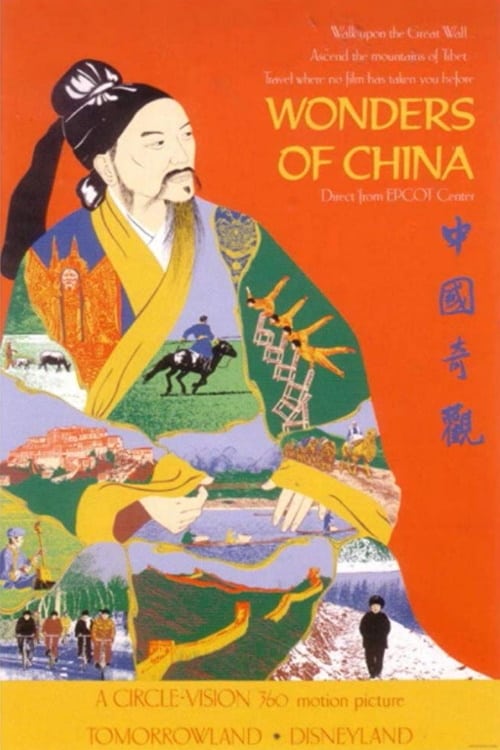 Walk upon the Great Wall...
Ascend the mountains of Tibet...
Travel where no film has taken you before
WONDERS
OF CHINA
Direct from EPCOT Center
中國奇觀
A CIRCLE-VISION 360 motion picture
TOMORROWLAND • DISNEYLAND